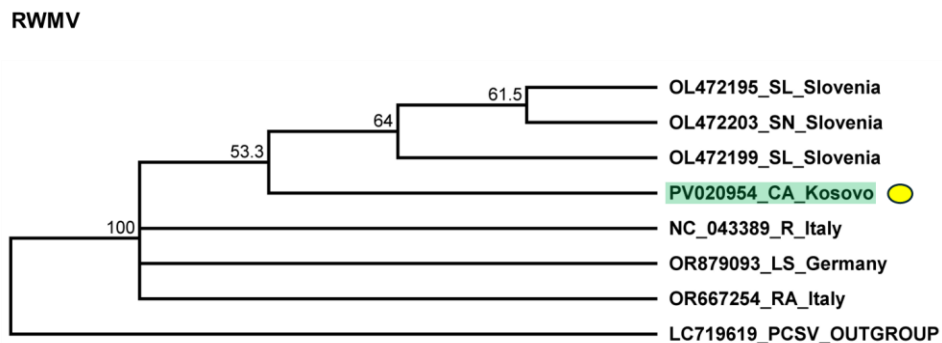 RWMV
61.5
OL472195_SL_Slovenia
OL472203_SN_Slovenia
64
OL472199_SL_Slovenia
53.3
PV020954_CA_Kosovo
100
NC_043389_R_Italy
OR879093_LS_Germany
OR667254_RA_Italy
LC719619_PCSV_OUTGROUP